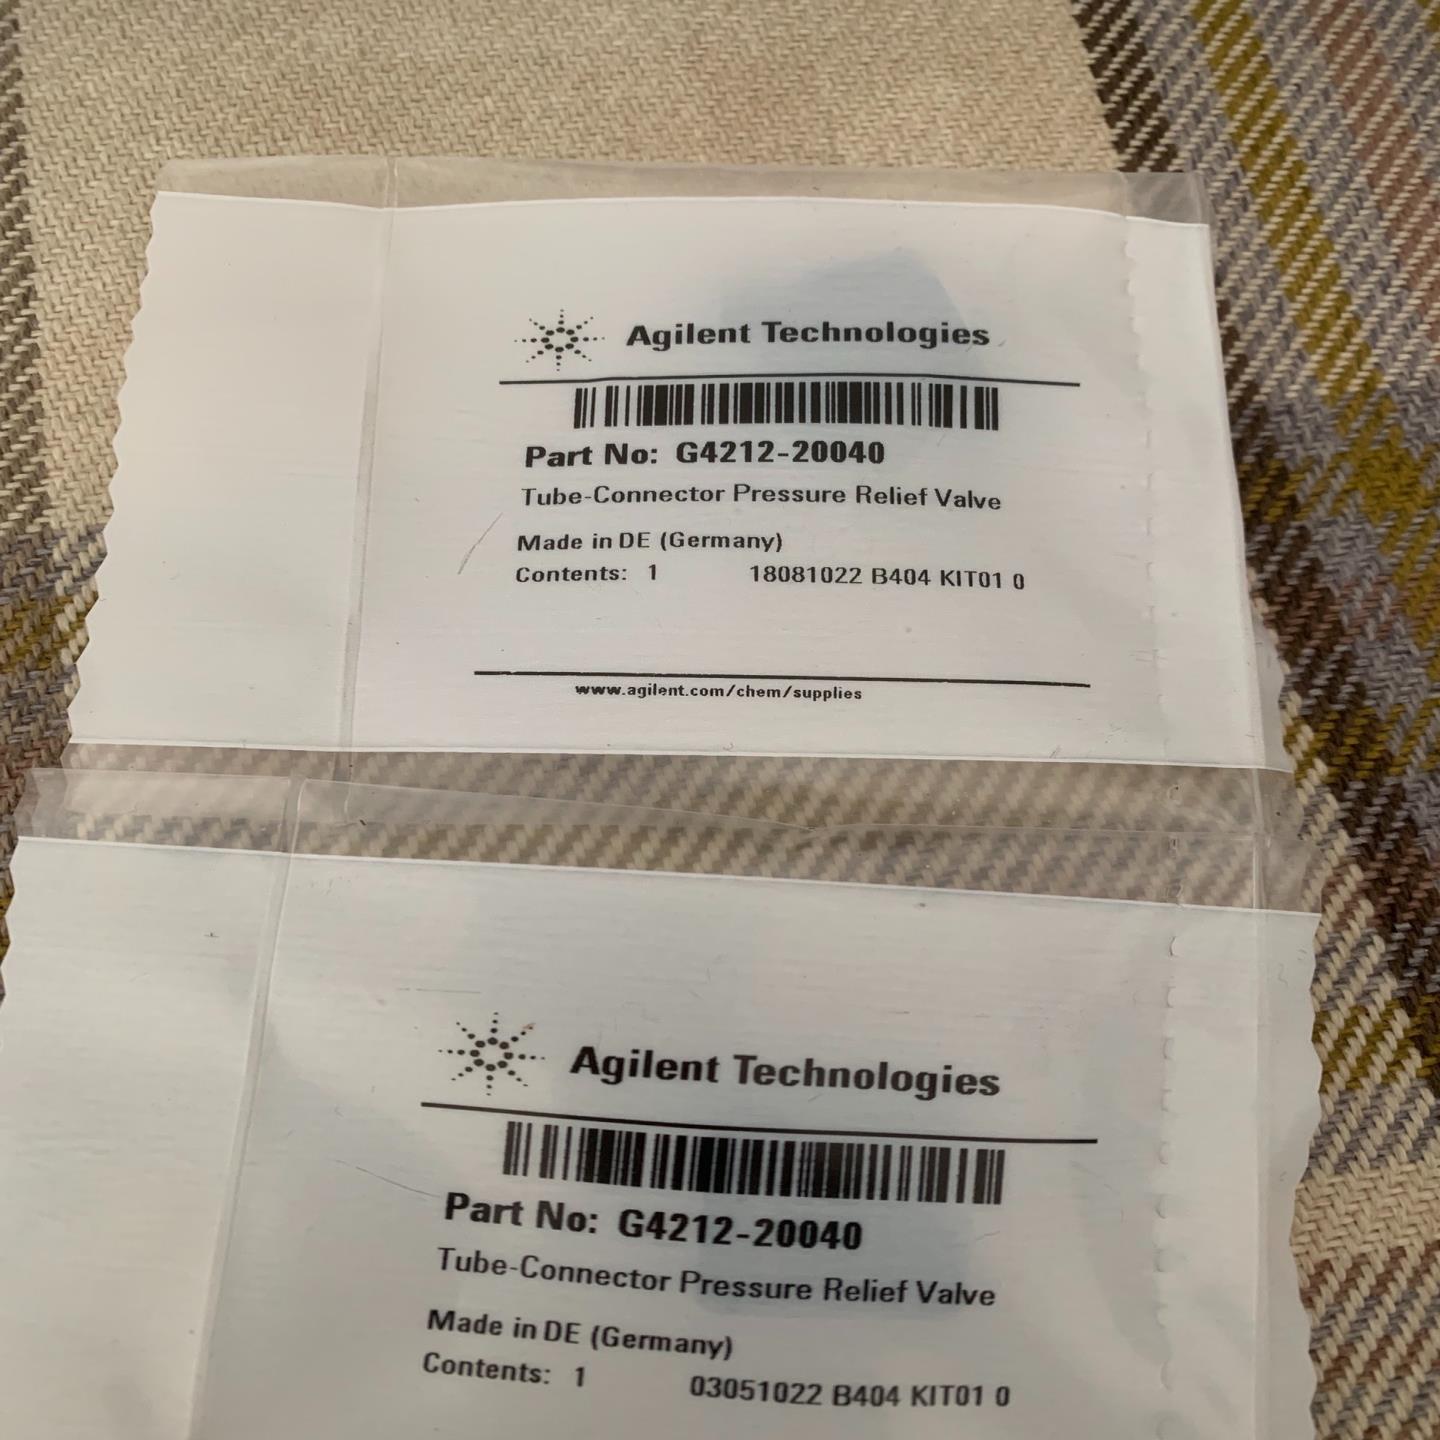 Agilent Technologies
Part No: G4212-20040
Tube-Connector Pressure Relief Valve
Made in DE (Germany)
Contents: 1 18081022 B404 KIT01 0
www.agilent.com/chem/supplies
Agilent Technologies
Part No: G4212-20040
Tube-Connector Pressure Relief Valve
Made in DE (Germany)
Contents: 1 03051022 B404 KIT01 0